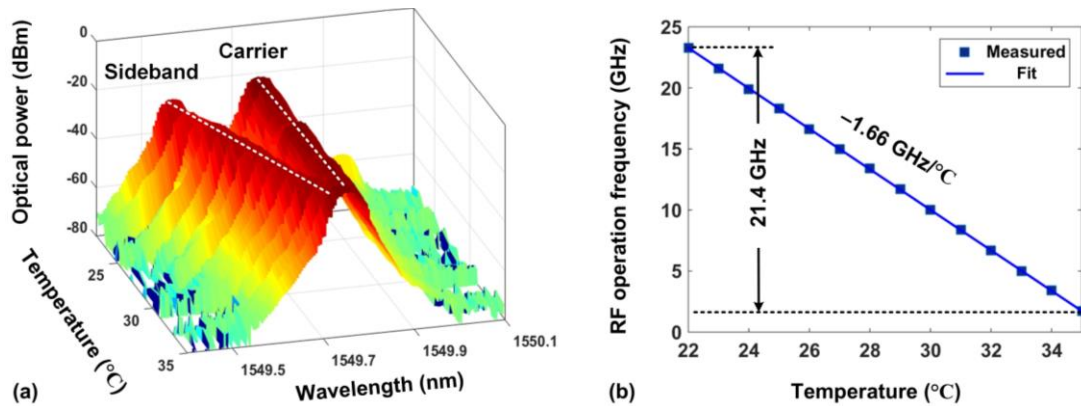 0
-20
-40
-60
-80
Optical power (dBm)
Carrier
Sideband
25
30
35
Temperature (°C)
1549.5
1549.7
1549.9
1550.1
Wavelength (nm)
(a)
25
20
15
10
5
0
RF operation frequency (GHz)
Measured
Fit
−1.66 GHz/°C
21.4 GHz
22 24 26 28 30 32 34
Temperature (°C)
(b)